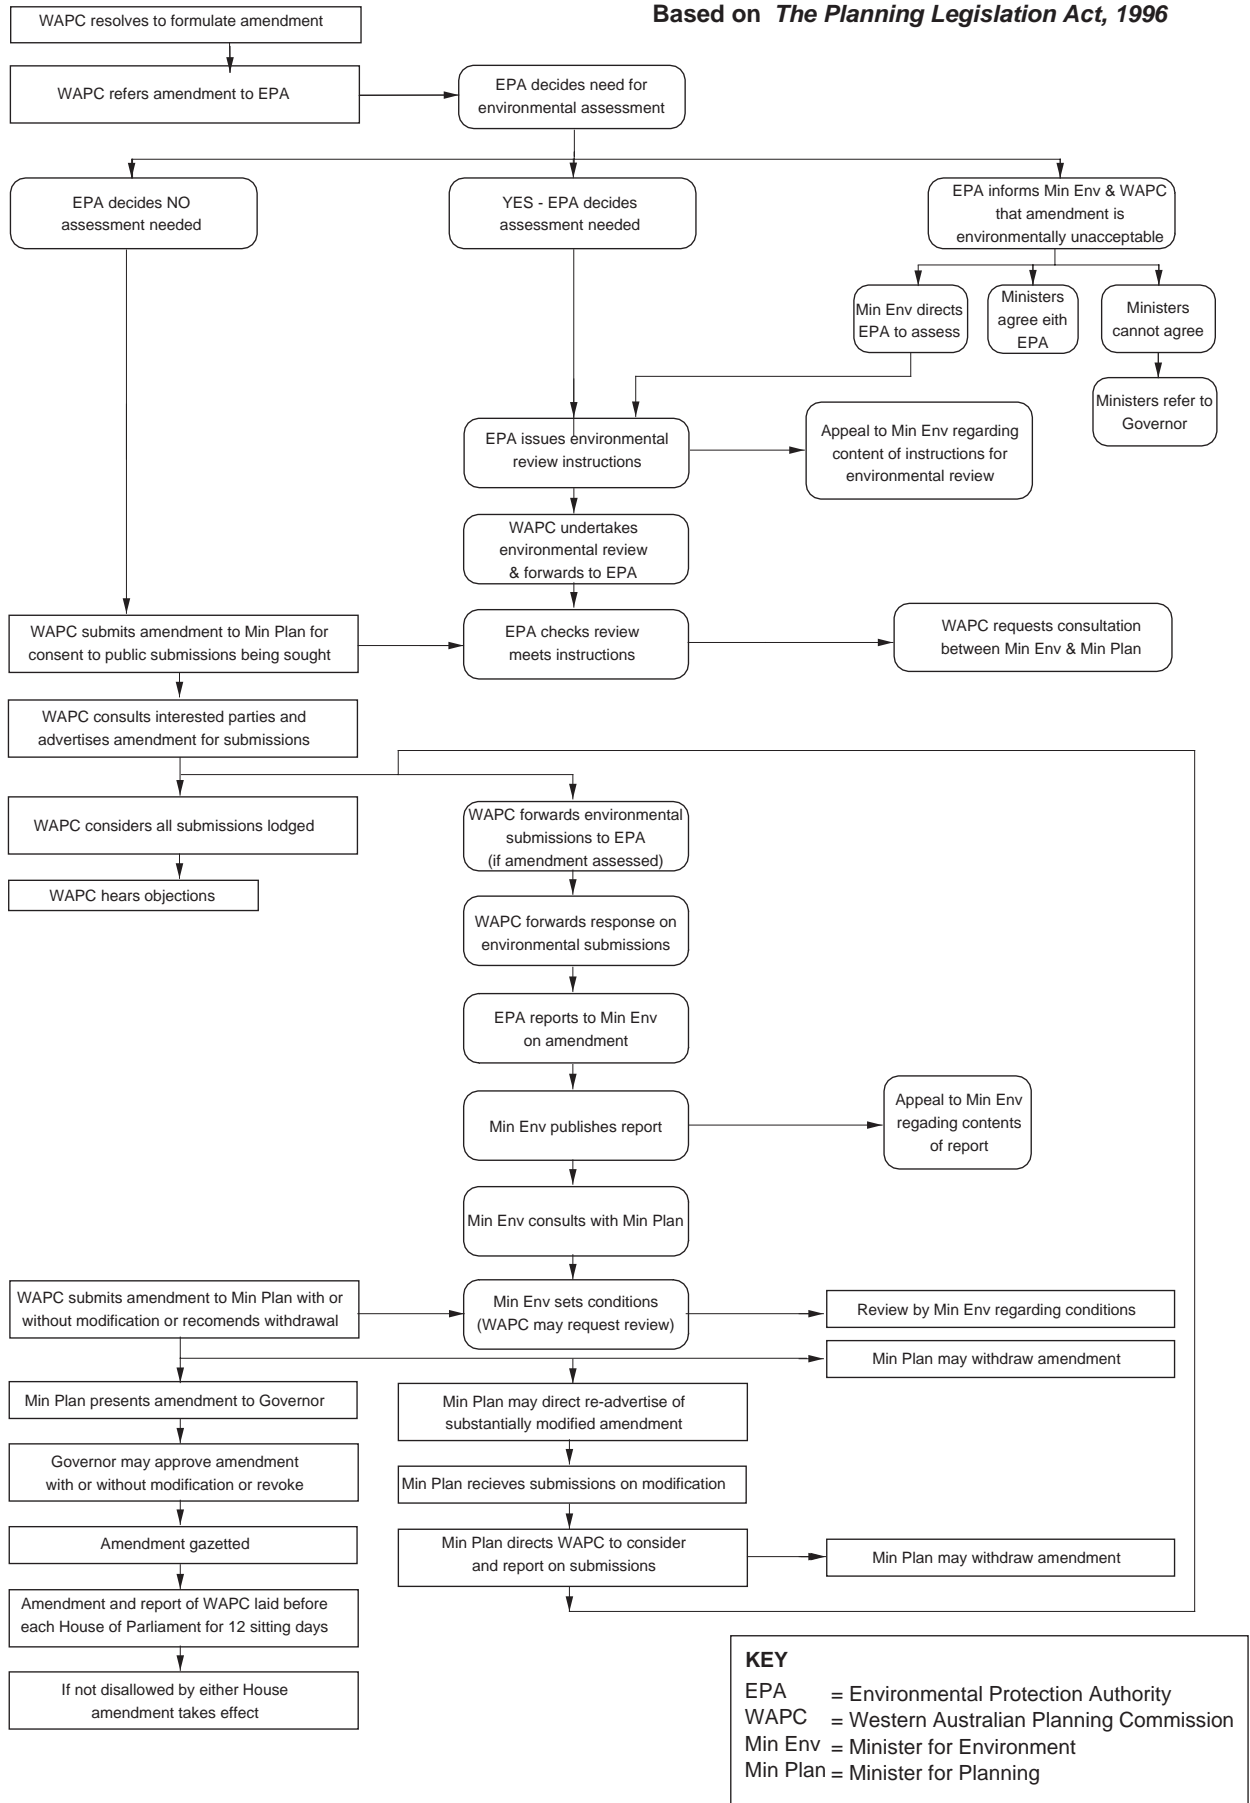 Based on The Planning Legislation Act, 1996
WAPC resolves to formulate amendment
WAPC refers amendment to EPA
EPA decides need for
environmental assessment
EPA decides NO
assessment needed
YES - EPA decides
assessment needed
EPA informs Min Env & WAPC
that amendment is
environmentally unacceptable
Min Env directs
EPA to assess
Ministers
agree eith
EPA
Ministers
cannot agree
Ministers refer to
Governor
EPA issues environmental
review instructions
Appeal to Min Env regarding
content of instructions for
environmental review
WAPC undertakes
environmental review
& forwards to EPA
WAPC submits amendment to Min Plan for
consent to public submissions being sought
EPA checks review
meets instructions
WAPC requests consultation
between Min Env & Min Plan
WAPC consults interested parties and
advertises amendment for submissions
WAPC considers all submissions lodged
WAPC forwards environmental
submissions to EPA
(if amendment assessed)
WAPC hears objections
WAPC forwards response on
environmental submissions
EPA reports to Min Env
on amendment
Min Env publishes report
Appeal to Min Env
regading contents
of report
Min Env consults with Min Plan
WAPC submits amendment to Min Plan with or
without modification or recomends withdrawal
Min Env sets conditions
(WAPC may request review)
Review by Min Env regarding conditions
Min Plan may withdraw amendment
Min Plan presents amendment to Governor
Min Plan may direct re-advertise of
substantially modified amendment
Governor may approve amendment
with or without modification or revoke
Min Plan recieves submissions on modification
Amendment gazetted
Min Plan directs WAPC to consider
and report on submissions
Min Plan may withdraw amendment
Amendment and report of WAPC laid before
each House of Parliament for 12 sitting days
If not disallowed by either House
amendment takes effect
KEY
EPA = Environmental Protection Authority
WAPC = Western Australian Planning Commission
Min Env = Minister for Environment
Min Plan = Minister for Planning